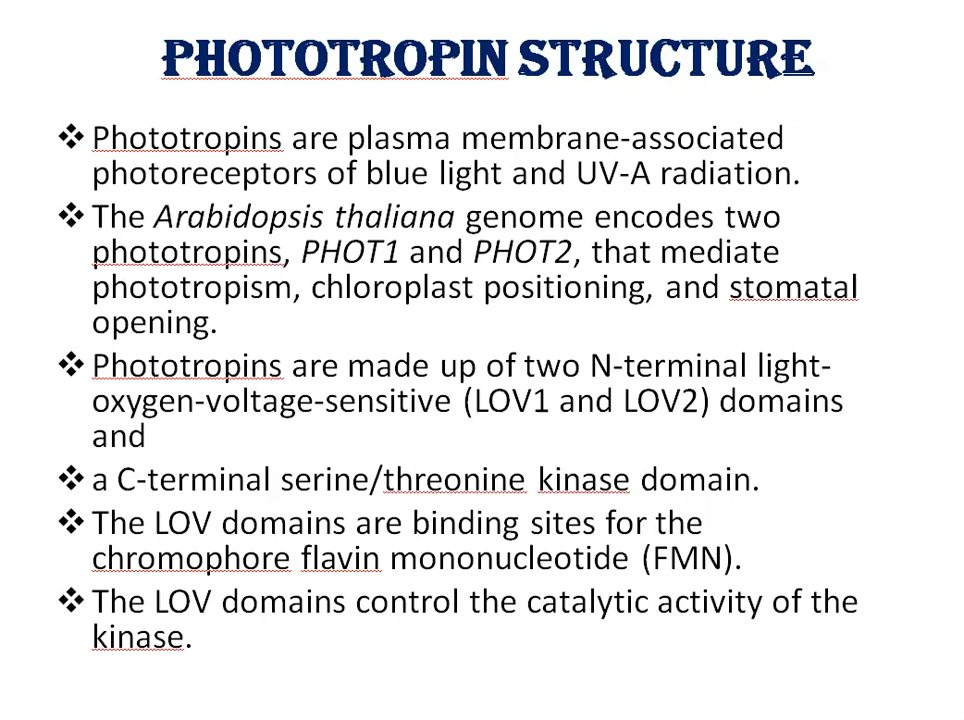 PHOTOTROPIN STRUCTURE
❖ Phototropins are plasma membrane-associated
photoreceptors of blue light and UV-A radiation.
❖ The Arabidopsis thaliana genome encodes two
phototropins, PHOT1 and PHOT2, that mediate
phototropism, chloroplast positioning, and stomatal
opening.
❖ Phototropins are made up of two N-terminal light-
oxygen-voltage-sensitive (LOV1 and LOV2) domains
and
❖ a C-terminal serine/threonine kinase domain.
❖ The LOV domains are binding sites for the
chromophore flavin mononucleotide (FMN).
❖ The LOV domains control the catalytic activity of the
kinase.